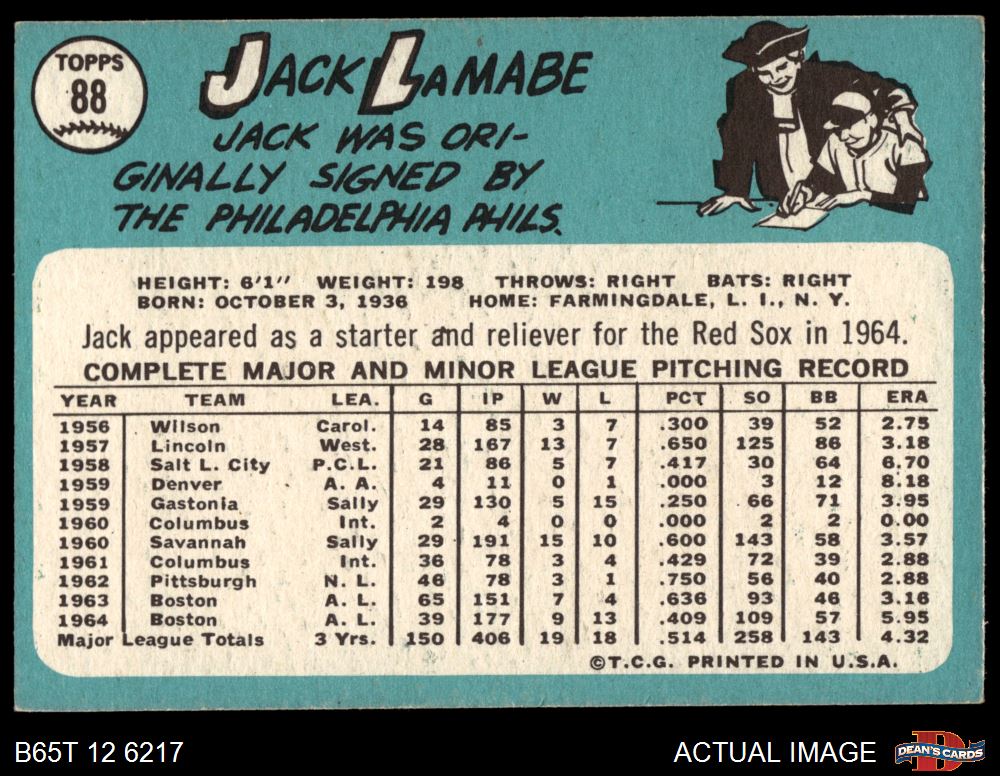 TOPPS
88
JACK LAMABE
JACK WAS ORI-
GINALLY SIGNED BY
THE PHILADELPHIA PHILS.
HEIGHT: 6'1" WEIGHT: 198 THROWS: RIGHT BATS: RIGHT
BORN: OCTOBER 3, 1936 HOME: FARMINGDALE, L. I., N. Y.
Jack appeared as a starter and reliever for the Red Sox in 1964.
COMPLETE MAJOR AND MINOR LEAGUE PITCHING RECORD
YEAR TEAM LEA. G IP W L PCT SO BB ERA
1956 Wilson Carol. 14 85 3 7 .300 39 52 2.75
1957 Lincoln West. 28 167 13 7 .650 125 86 3.18
1958 Salt L. City P.C.L. 21 86 5 7 .417 30 64 6.70
1959 Denver A. A. 4 11 0 1 .000 3 12 8.18
1959 Gastonia Sally 29 130 5 15 .250 66 71 3.95
1960 Columbus Int. 2 4 0 0 .000 2 2 0.00
1960 Savannah Sally 29 191 15 10 .600 143 58 3.57
1961 Columbus Int. 36 78 3 4 .429 72 39 2.88
1962 Pittsburgh N. L. 46 78 3 1 .750 56 40 2.88
1963 Boston A. L. 65 151 7 4 .636 93 46 3.16
1964 Boston A. L. 39 177 9 13 .409 109 57 5.95
Major League Totals 3 Yrs. 150 406 19 18 .514 258 143 4.32
©T.C.G. PRINTED IN U.S.A.
B65T 12 6217 ACTUAL IMAGE DEAN'S CARDS